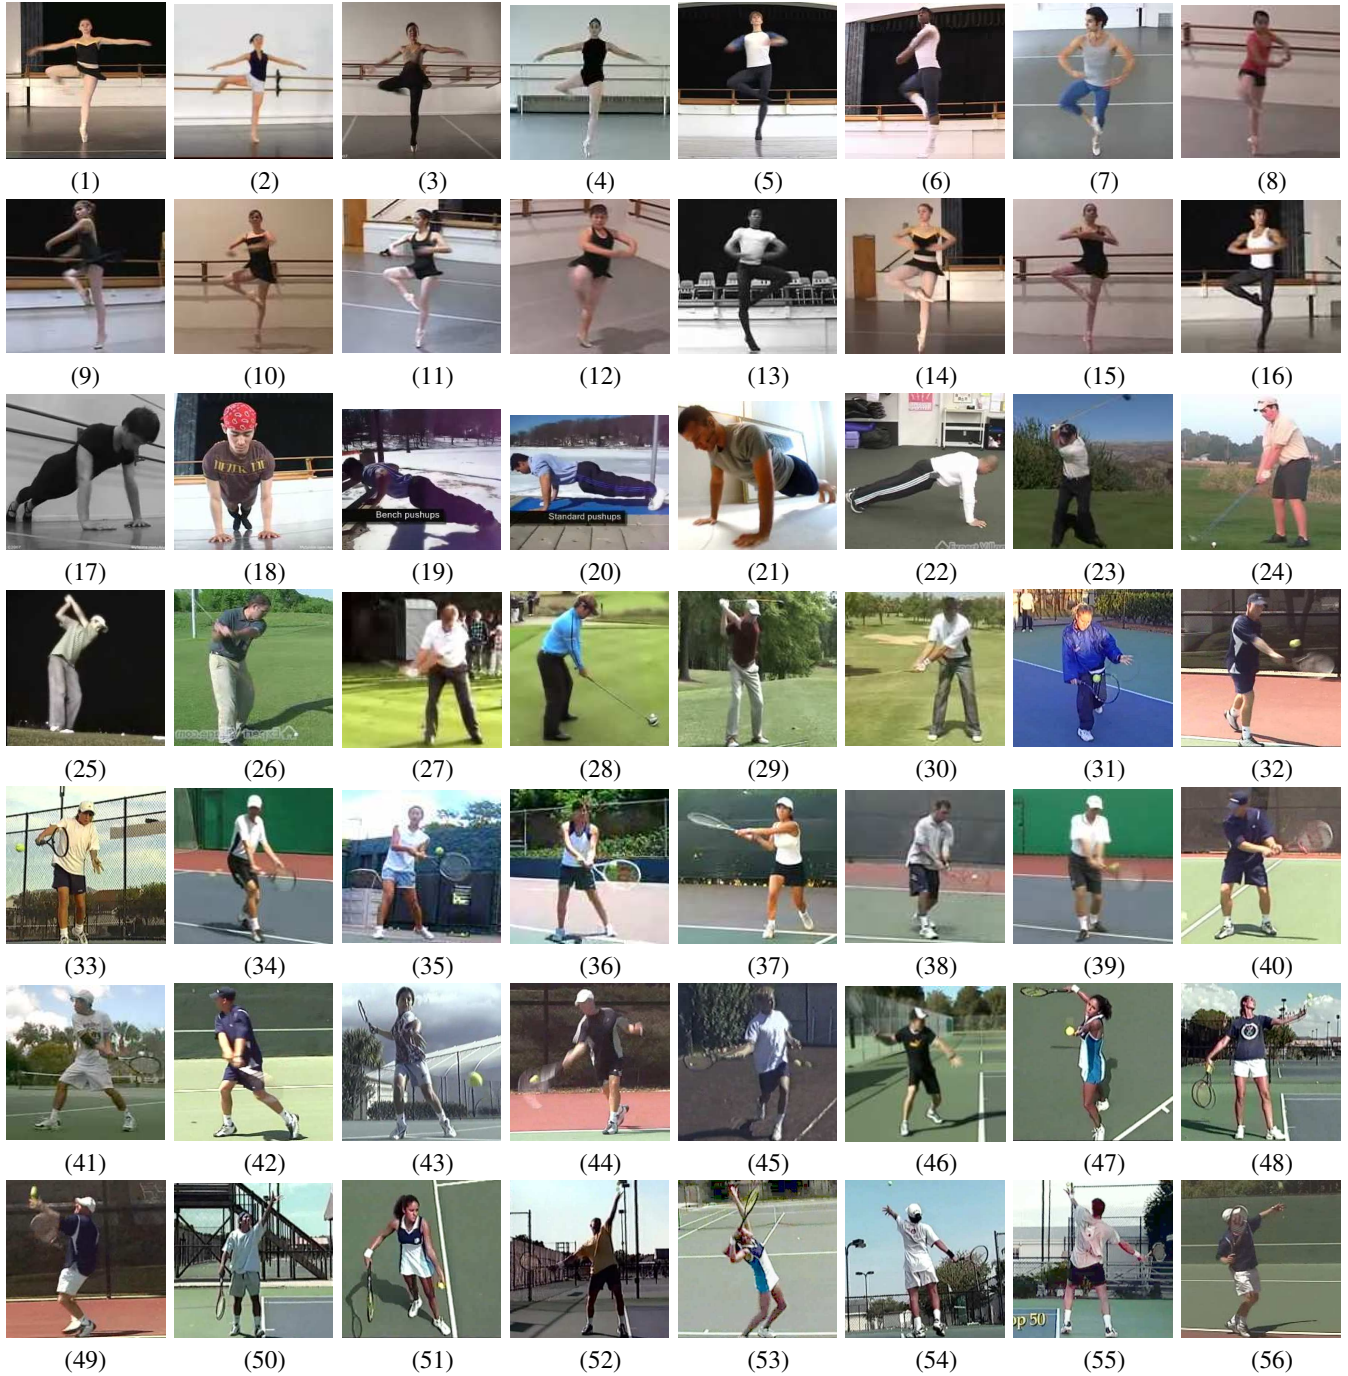 (1) (2) (3) (4) (5) (6) (7) (8)
(9) (10) (11) (12) (13) (14) (15) (16)
Bench pushups
Standard pushups
(17) (18) (19) (20) (21) (22) (23) (24)
(25) (26) (27) (28) (29) (30) (31) (32)
(33) (34) (35) (36) (37) (38) (39) (40)
(41) (42) (43) (44) (45) (46) (47) (48)
op 50
(49) (50) (51) (52) (53) (54) (55) (56)